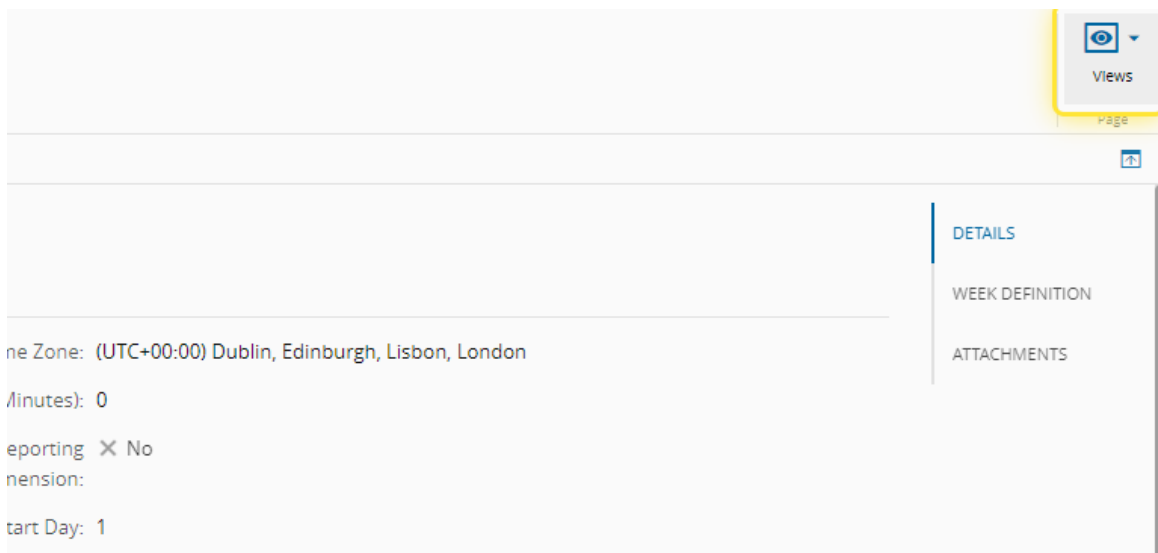 Views
Page
DETAILS
WEEK DEFINITION
ne Zone: (UTC+00:00) Dublin, Edinburgh, Lisbon, London
ATTACHMENTS
Minutes): 0
eporting No
nension:
tart Day: 1